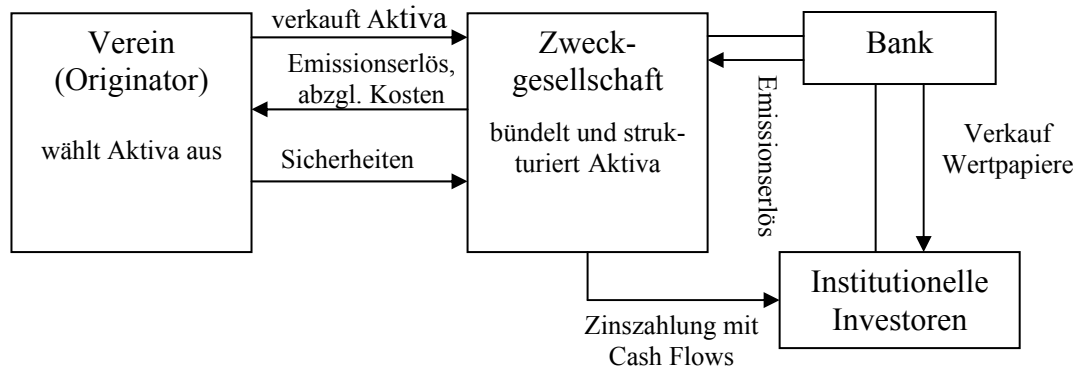 Verein
(Originator)
wählt Aktiva aus
verkauft Aktiva
Emissionserlös,
abzgl. Kosten
Sicherheiten
Zweck-
gesellschaft
bündelt und struk-
turiert Aktiva
Emissionserlös
Bank
Verkauf
Wertpapiere
Institutionelle
Investoren
Zinszahlung mit
Cash Flows